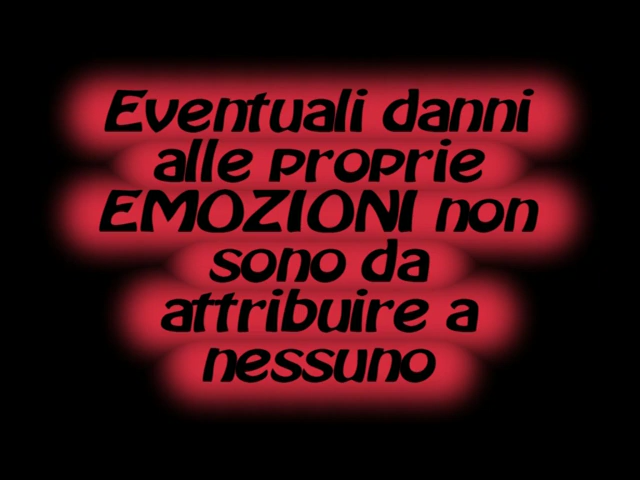 Eventuali danni
alle proprie
EMOZIONI non
sono da
attribuire a
nessuno